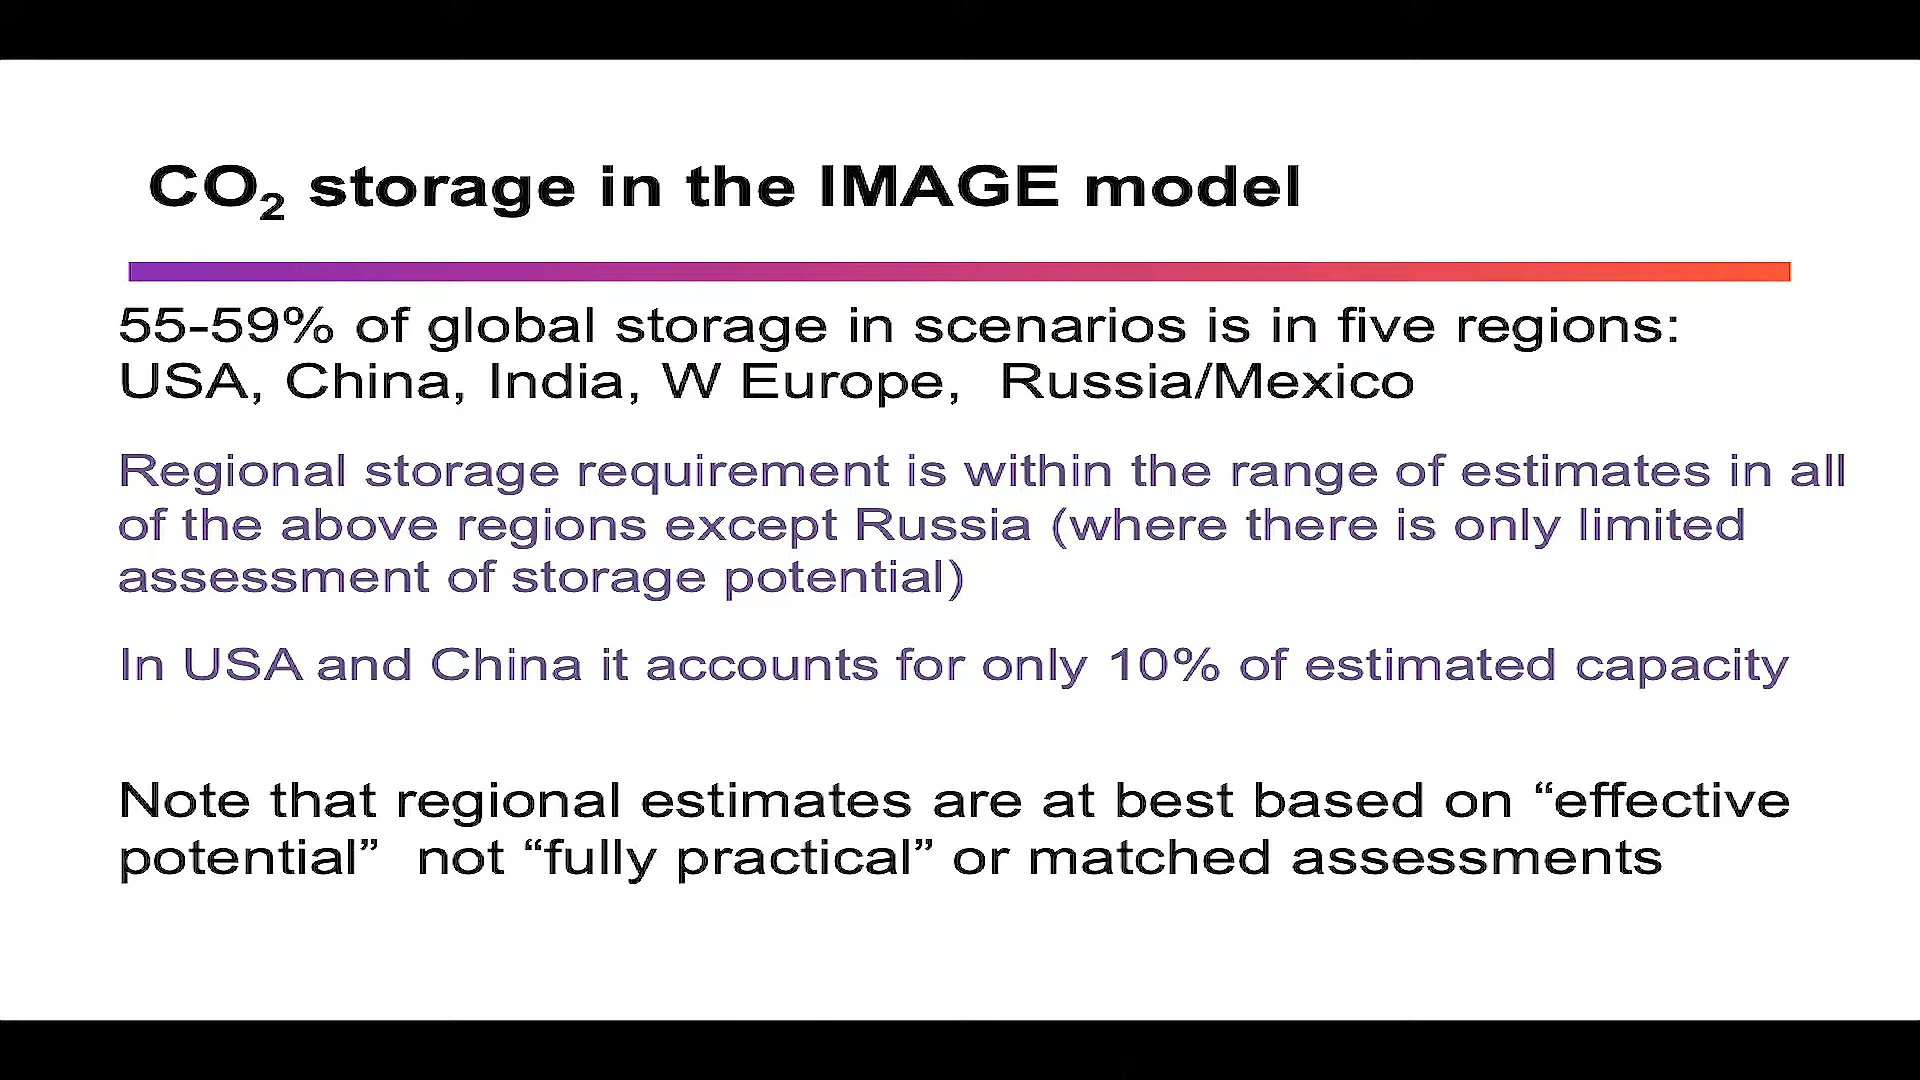 CO₂ storage in the IMAGE model
55-59% of global storage in scenarios is in five regions:
USA, China, India, W Europe,  Russia/Mexico
Regional storage requirement is within the range of estimates in all
of the above regions except Russia (where there is only limited
assessment of storage potential)
In USA and China it accounts for only 10% of estimated capacity
Note that regional estimates are at best based on “effective
potential”  not “fully practical” or matched assessments